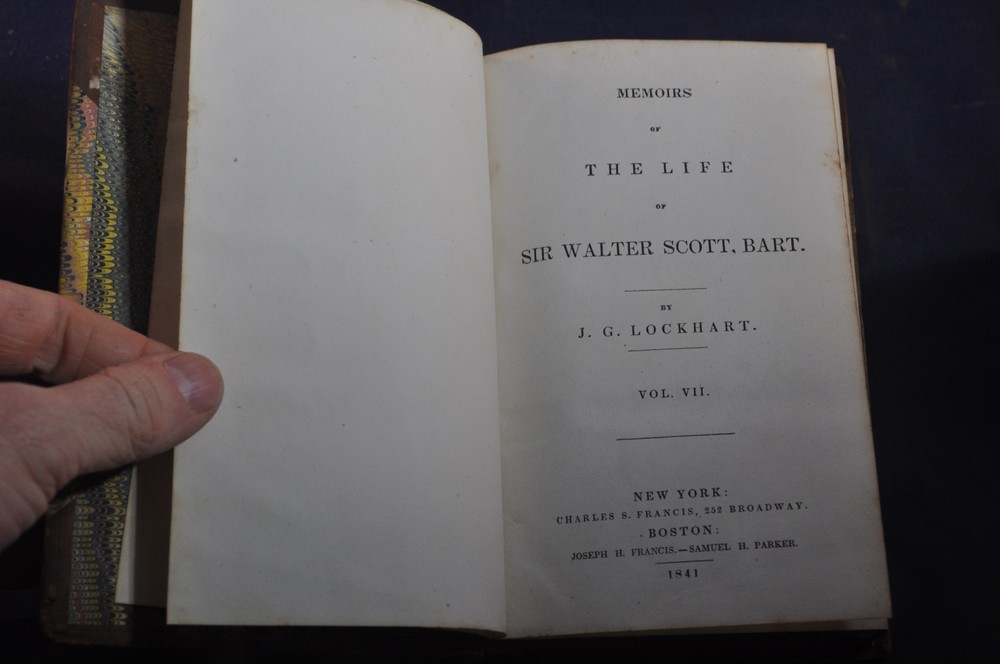 MEMOIRS
OF
THE LIFE
OF
SIR WALTER SCOTT, BART.
BY
J. G. LOCKHART.
VOL. VII.
NEW YORK:
CHARLES S. FRANCIS, 252 BROADWAY.
BOSTON:
JOSEPH H. FRANCIS.—SAMUEL H. PARKER.
1841